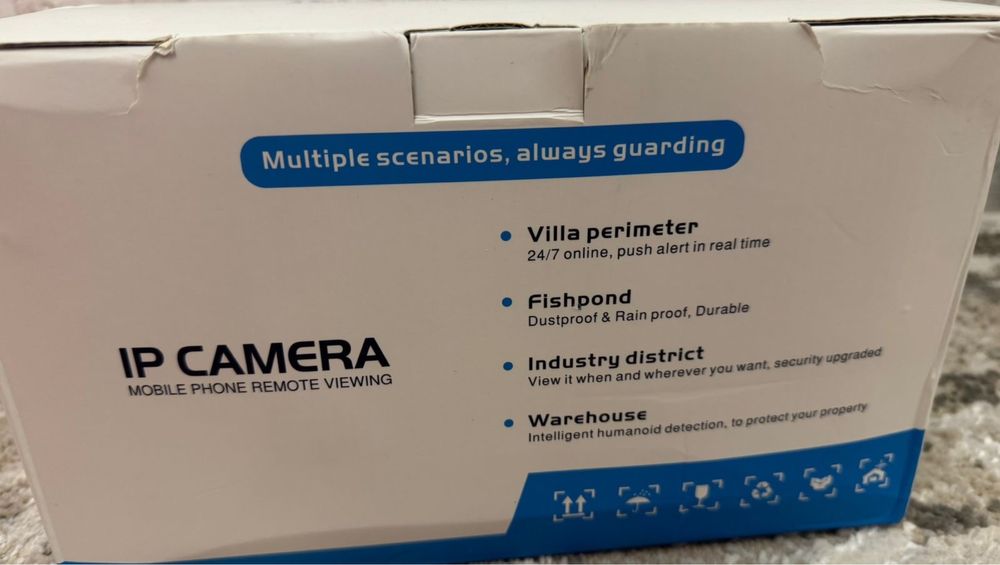 Multiple scenarios, always guarding
Villa perimeter
24/7 online, push alert in real time
Fishpond
Dustproof & Rain proof, Durable
Industry district
View it when and wherever you want, security upgraded
Warehouse
Intelligent humanoid detection, to protect your property
IP CAMERA
MOBILE PHONE REMOTE VIEWING